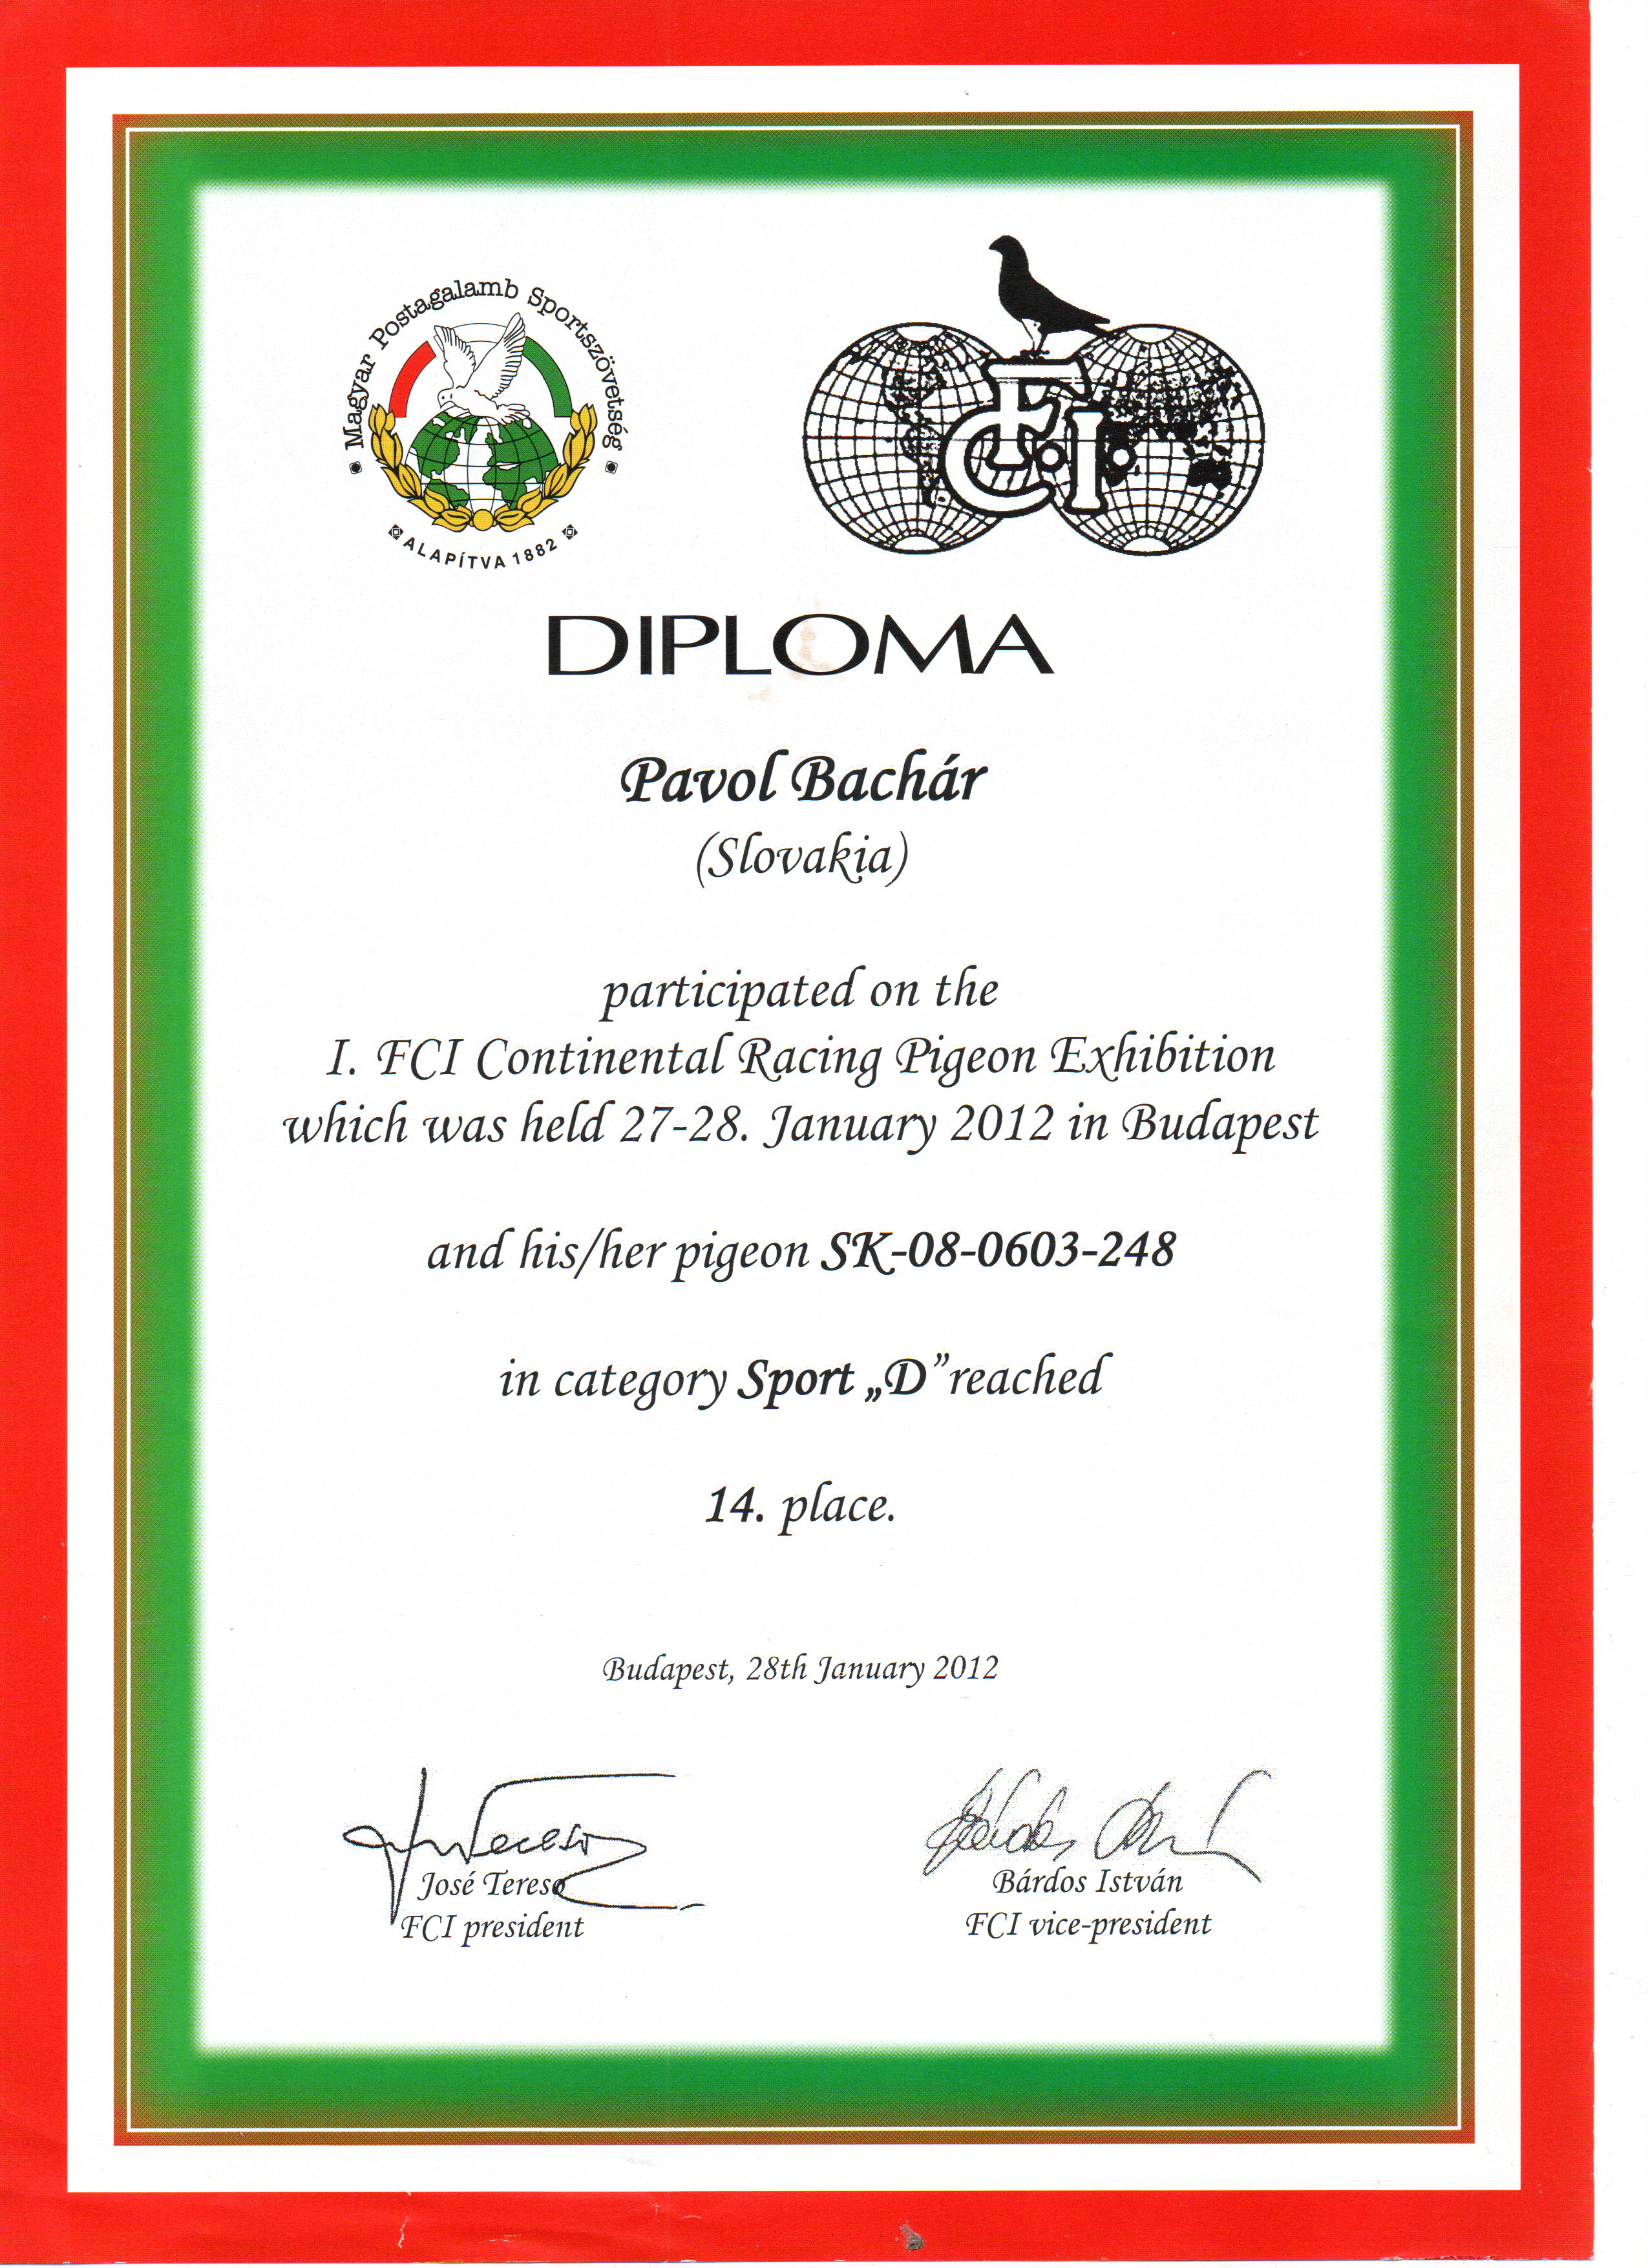 Magyar Postagalamb Sportszövetség
ALAPÍTVA 1882
F.C.I.
DIPLOMA
Pavol Bachár
(Slovakia)
participated on the
I. FCI Continental Racing Pigeon Exhibition
which was held 27-28. January 2012 in Budapest
and his/her pigeon SK-08-0603-248
in category Sport „D” reached
14. place.
Budapest, 28th January 2012
José Tereso
FCI president
Bárdos István
FCI vice-president